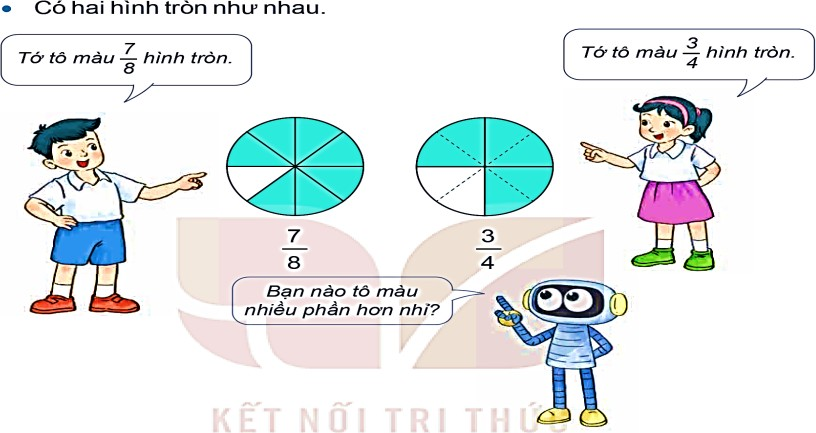 • Có hai hình tròn như nhau.
Tớ tô màu 7/8 hình tròn.
Tớ tô màu 3/4 hình tròn.
7/8
3/4
Bạn nào tô màu
nhiều phần hơn nhỉ?
KẾT NỐI TRI THỨC